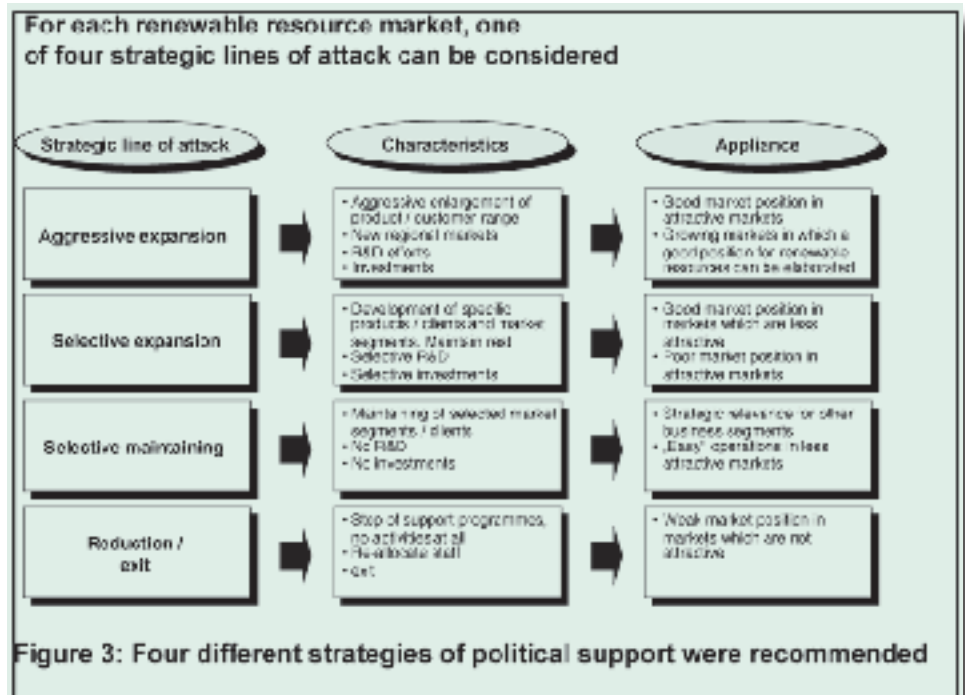 For each renewable resource market, one
of four strategic lines of attack can be considered
Strategic line of attack
Characteristics
Appliance
Aggressive expansion
• Aggressive enlargement of
product / customer range
• New regional markets
• R&D efforts
• Investments
• Good market position in
attractive markets
• Growing markets in which a
good position for renewable
resources can be elaborated
Selective expansion
• Development of specific
products / clients and market
segments. Maintain rest
• Selective R&D
• Selective investments
• Good market position in
markets which are less
attractive
• Poor market position in
attractive markets
Selective maintaining
• Maintaining of selected market
segments / clients
• No R&D
• No investments
• Strategic relevance for other
business segments
• „Easy" operations in less
attractive markets
Reduction /
exit
• Stop of support programmes,
no activities at all
• Re-allocate staff
• exit
• Weak market position in
markets which are not
attractive
Figure 3: Four different strategies of political support were recommended